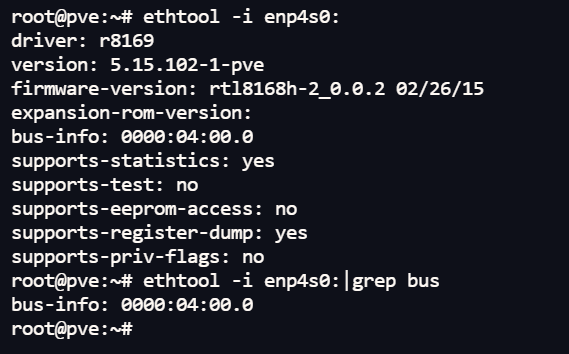 root@pve:~# ethtool -i enp4s0:
driver: r8169
version: 5.15.102-1-pve
firmware-version: rtl8168h-2_0.0.2 02/26/15
expansion-rom-version:
bus-info: 0000:04:00.0
supports-statistics: yes
supports-test: no
supports-eeprom-access: no
supports-register-dump: yes
supports-priv-flags: no
root@pve:~# ethtool -i enp4s0:|grep bus
bus-info: 0000:04:00.0
root@pve:~#